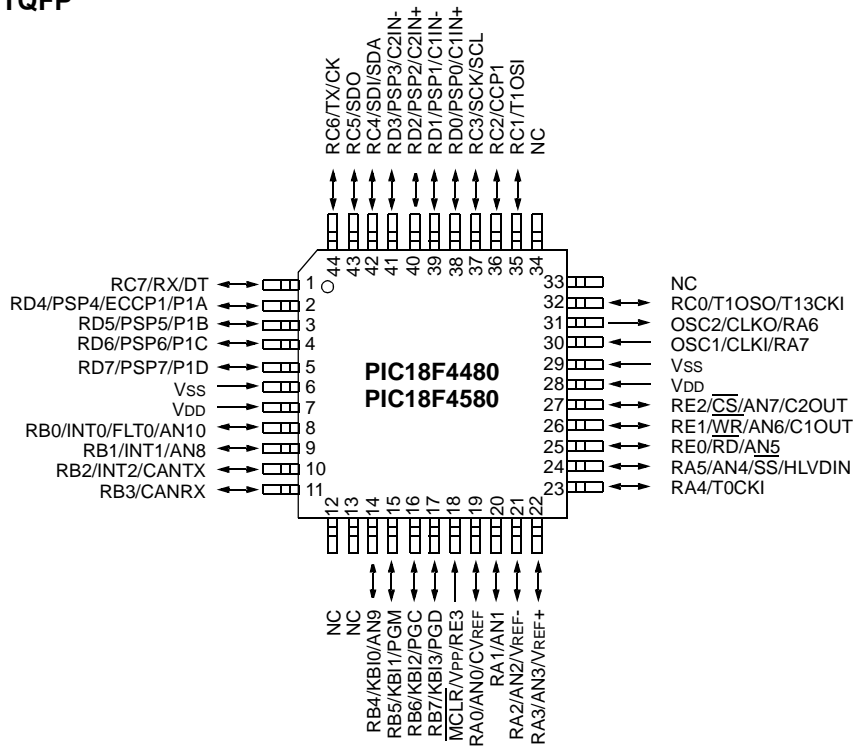 TQFP
RC6/TX/CK
RC5/SDO
RC4/SDI/SDA
RD3/PSP3/C2IN-
RD2/PSP2/C2IN+
RD1/PSP1/C1IN-
RD0/PSP0/C1IN+
RC3/SCK/SCL
RC2/CCP1
RC1/T1OSI
NC
44 43 42 41 40 39 38 37 36 35 34
RC7/RX/DT 1
RD4/PSP4/ECCP1/P1A 2
RD5/PSP5/P1B 3
RD6/PSP6/P1C 4
RD7/PSP7/P1D 5
VSS 6
VDD 7
RB0/INT0/FLT0/AN10 8
RB1/INT1/AN8 9
RB2/INT2/CANTX 10
RB3/CANRX 11
PIC18F4480
PIC18F4580
33 NC
32 RC0/T1OSO/T13CKI
31 OSC2/CLKO/RA6
30 OSC1/CLKI/RA7
29 VSS
28 VDD
27 RE2/CS/AN7/C2OUT
26 RE1/WR/AN6/C1OUT
25 RE0/RD/AN5
24 RA5/AN4/SS/HLVDIN
23 RA4/T0CKI
12 13 14 15 16 17 18 19 20 21 22
NC
NC
RB4/KBI0/AN9
RB5/KBI1/PGM
RB6/KBI2/PGC
RB7/KBI3/PGD
MCLR/VPP/RE3
RA0/AN0/CVREF
RA1/AN1
RA2/AN2/VREF-
RA3/AN3/VREF+